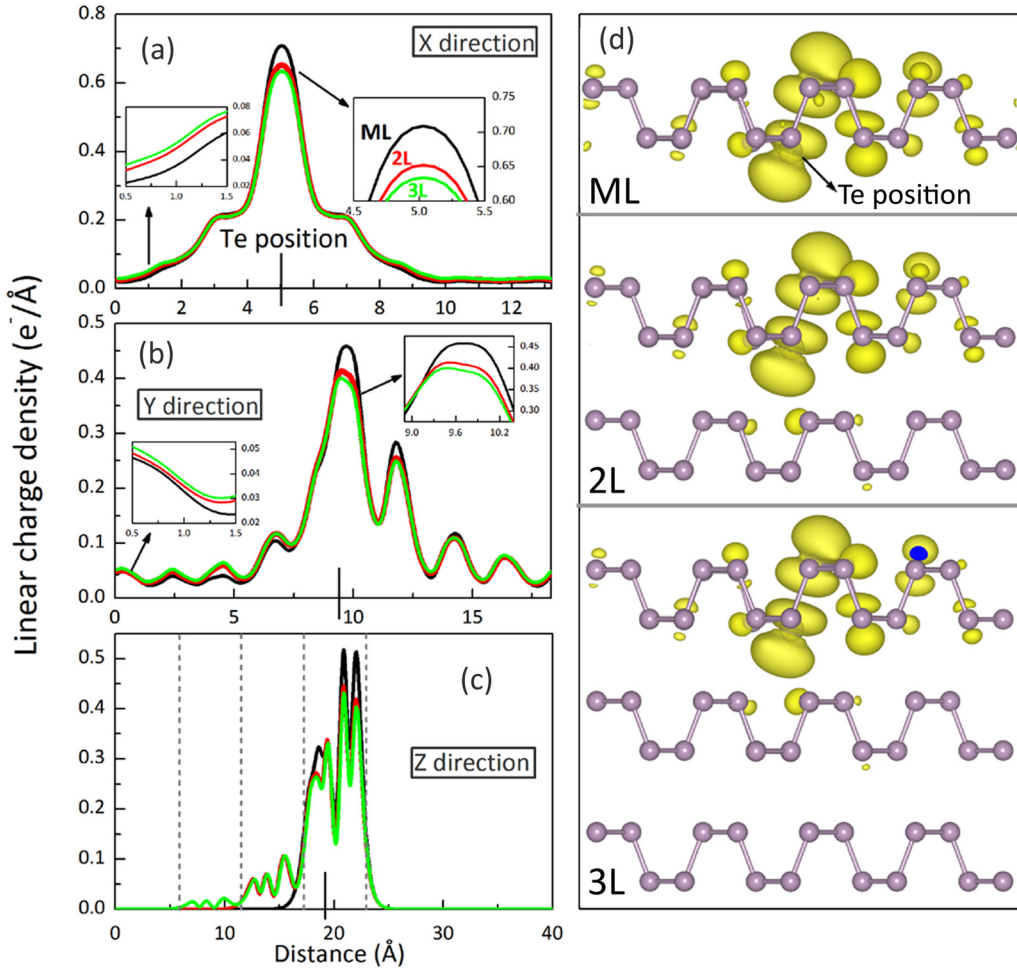 Linear charge density (e⁻/Å)
(a)
X direction
0.8
0.6
0.4
0.2
0.0
0.08
0.06
0.04
0.02
0.5 1.0 1.5
ML
2L
3L
0.75
0.70
0.65
0.60
4.5 5.0 5.5
Te position
0 2 4 6 8 10 12
(b)
Y direction
0.5
0.4
0.3
0.2
0.1
0.0
0.45
0.40
0.35
0.30
9.0 9.6 10.2
0.05
0.04
0.03
0.02
0.5 1.0 1.5
0 5 10 15
(c)
Z direction
0.5
0.4
0.3
0.2
0.1
0.0
0 10 20 30 40
Distance (Å)
(d)
ML
Te position
2L
3L